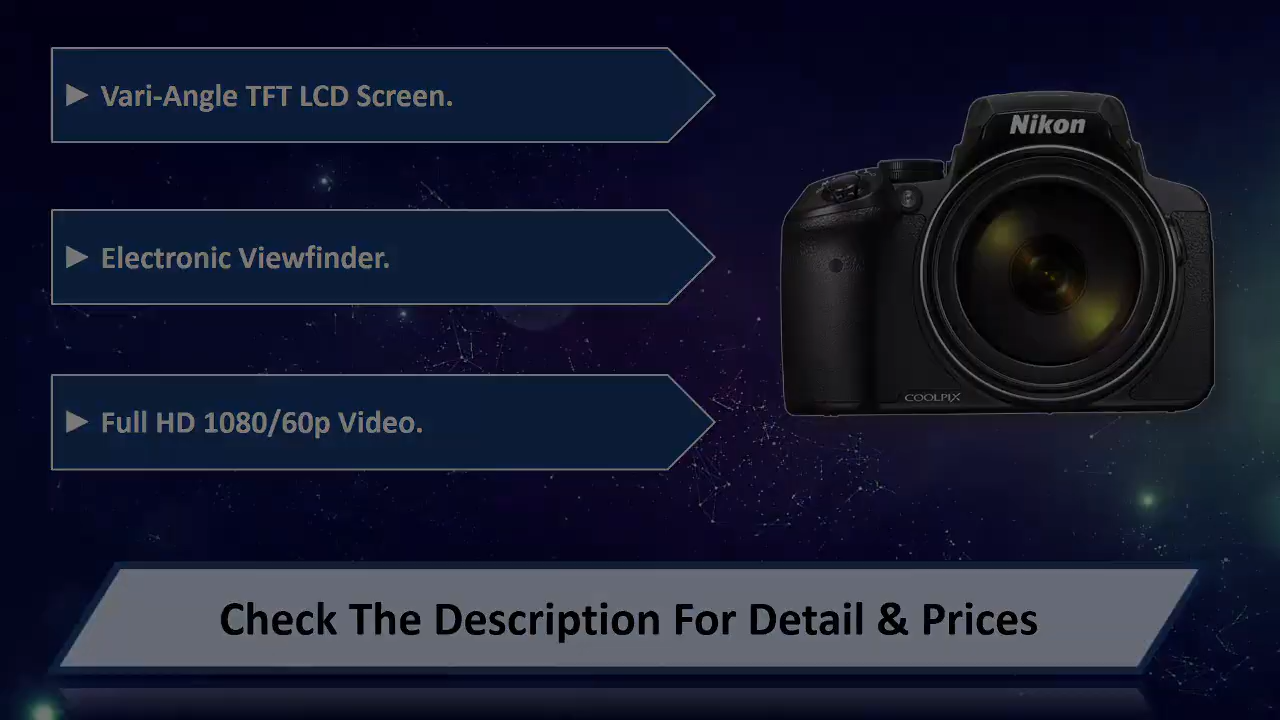 ► Vari-Angle TFT LCD Screen.
Nikon
► Electronic Viewfinder.
COOLPIX
► Full HD 1080/60p Video.
Check The Description For Detail & Prices